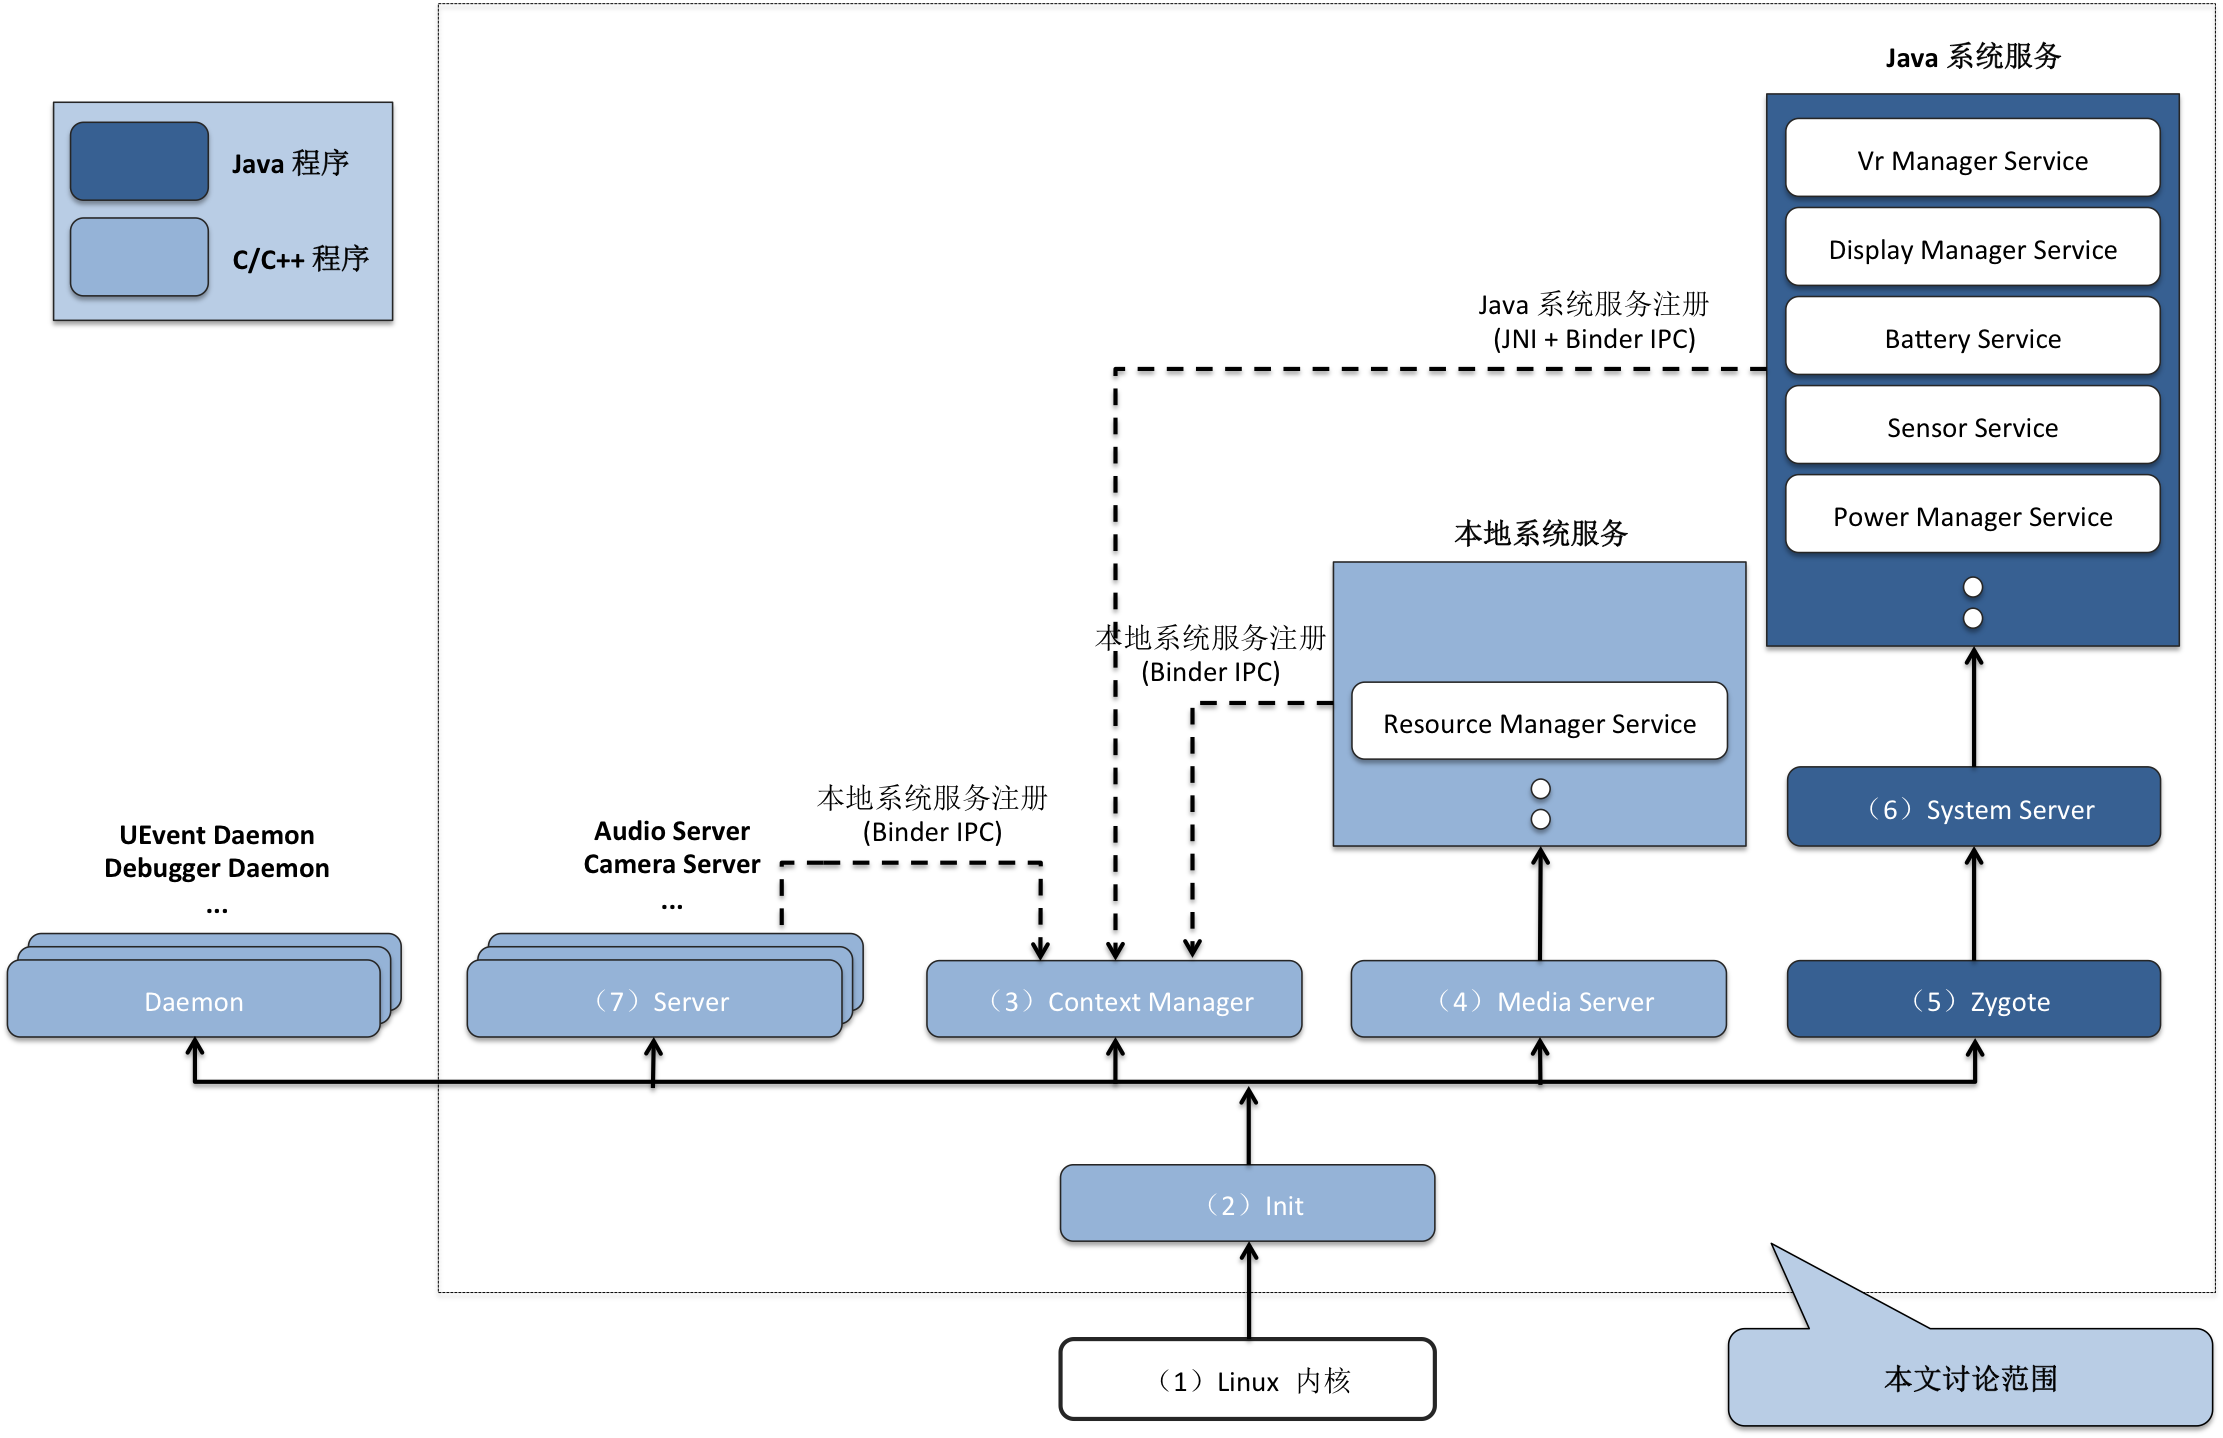 Java 系统服务
Java 程序
C/C++ 程序
Vr Manager Service
Display Manager Service
Battery Service
Sensor Service
Power Manager Service
Java 系统服务注册
(JNI + Binder IPC)
本地系统服务
本地系统服务注册
(Binder IPC)
Resource Manager Service
本地系统服务注册
(Binder IPC)
UEvent Daemon
Debugger Daemon
...
Audio Server
Camera Server
...
（6）System Server
Daemon
（7）Server
（3）Context Manager
（4）Media Server
（5）Zygote
（2）Init
（1）Linux 内核
本文讨论范围